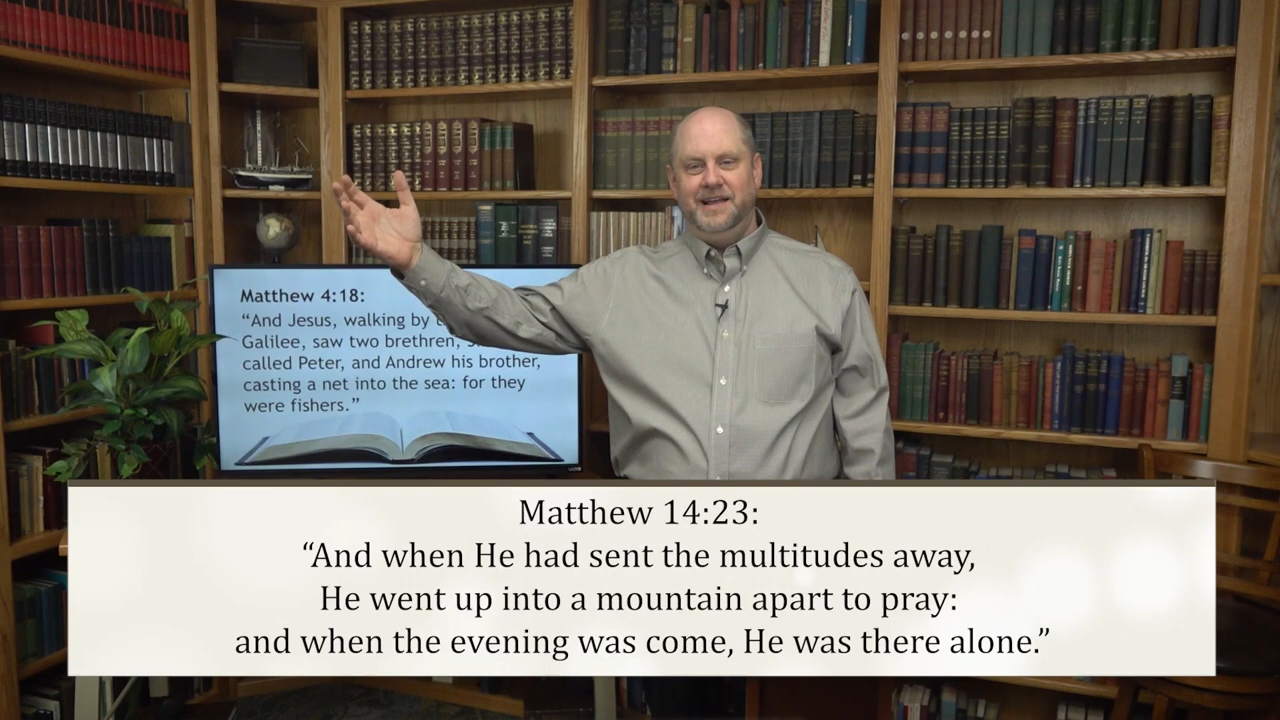 Matthew 4:18:
“And Jesus, walking by
Galilee, saw two brethren,
called Peter, and Andrew his brother,
casting a net into the sea: for they
were fishers.”
Matthew 14:23:
“And when He had sent the multitudes away,
He went up into a mountain apart to pray:
and when the evening was come, He was there alone.”